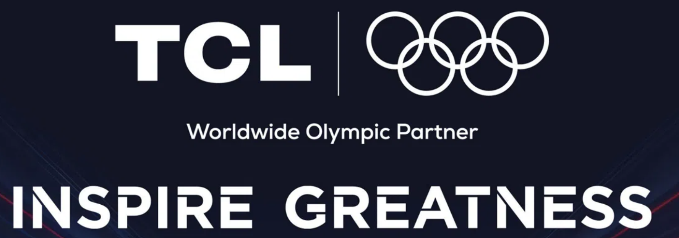 TCL
Worldwide Olympic Partner
INSPIRE GREATNESS